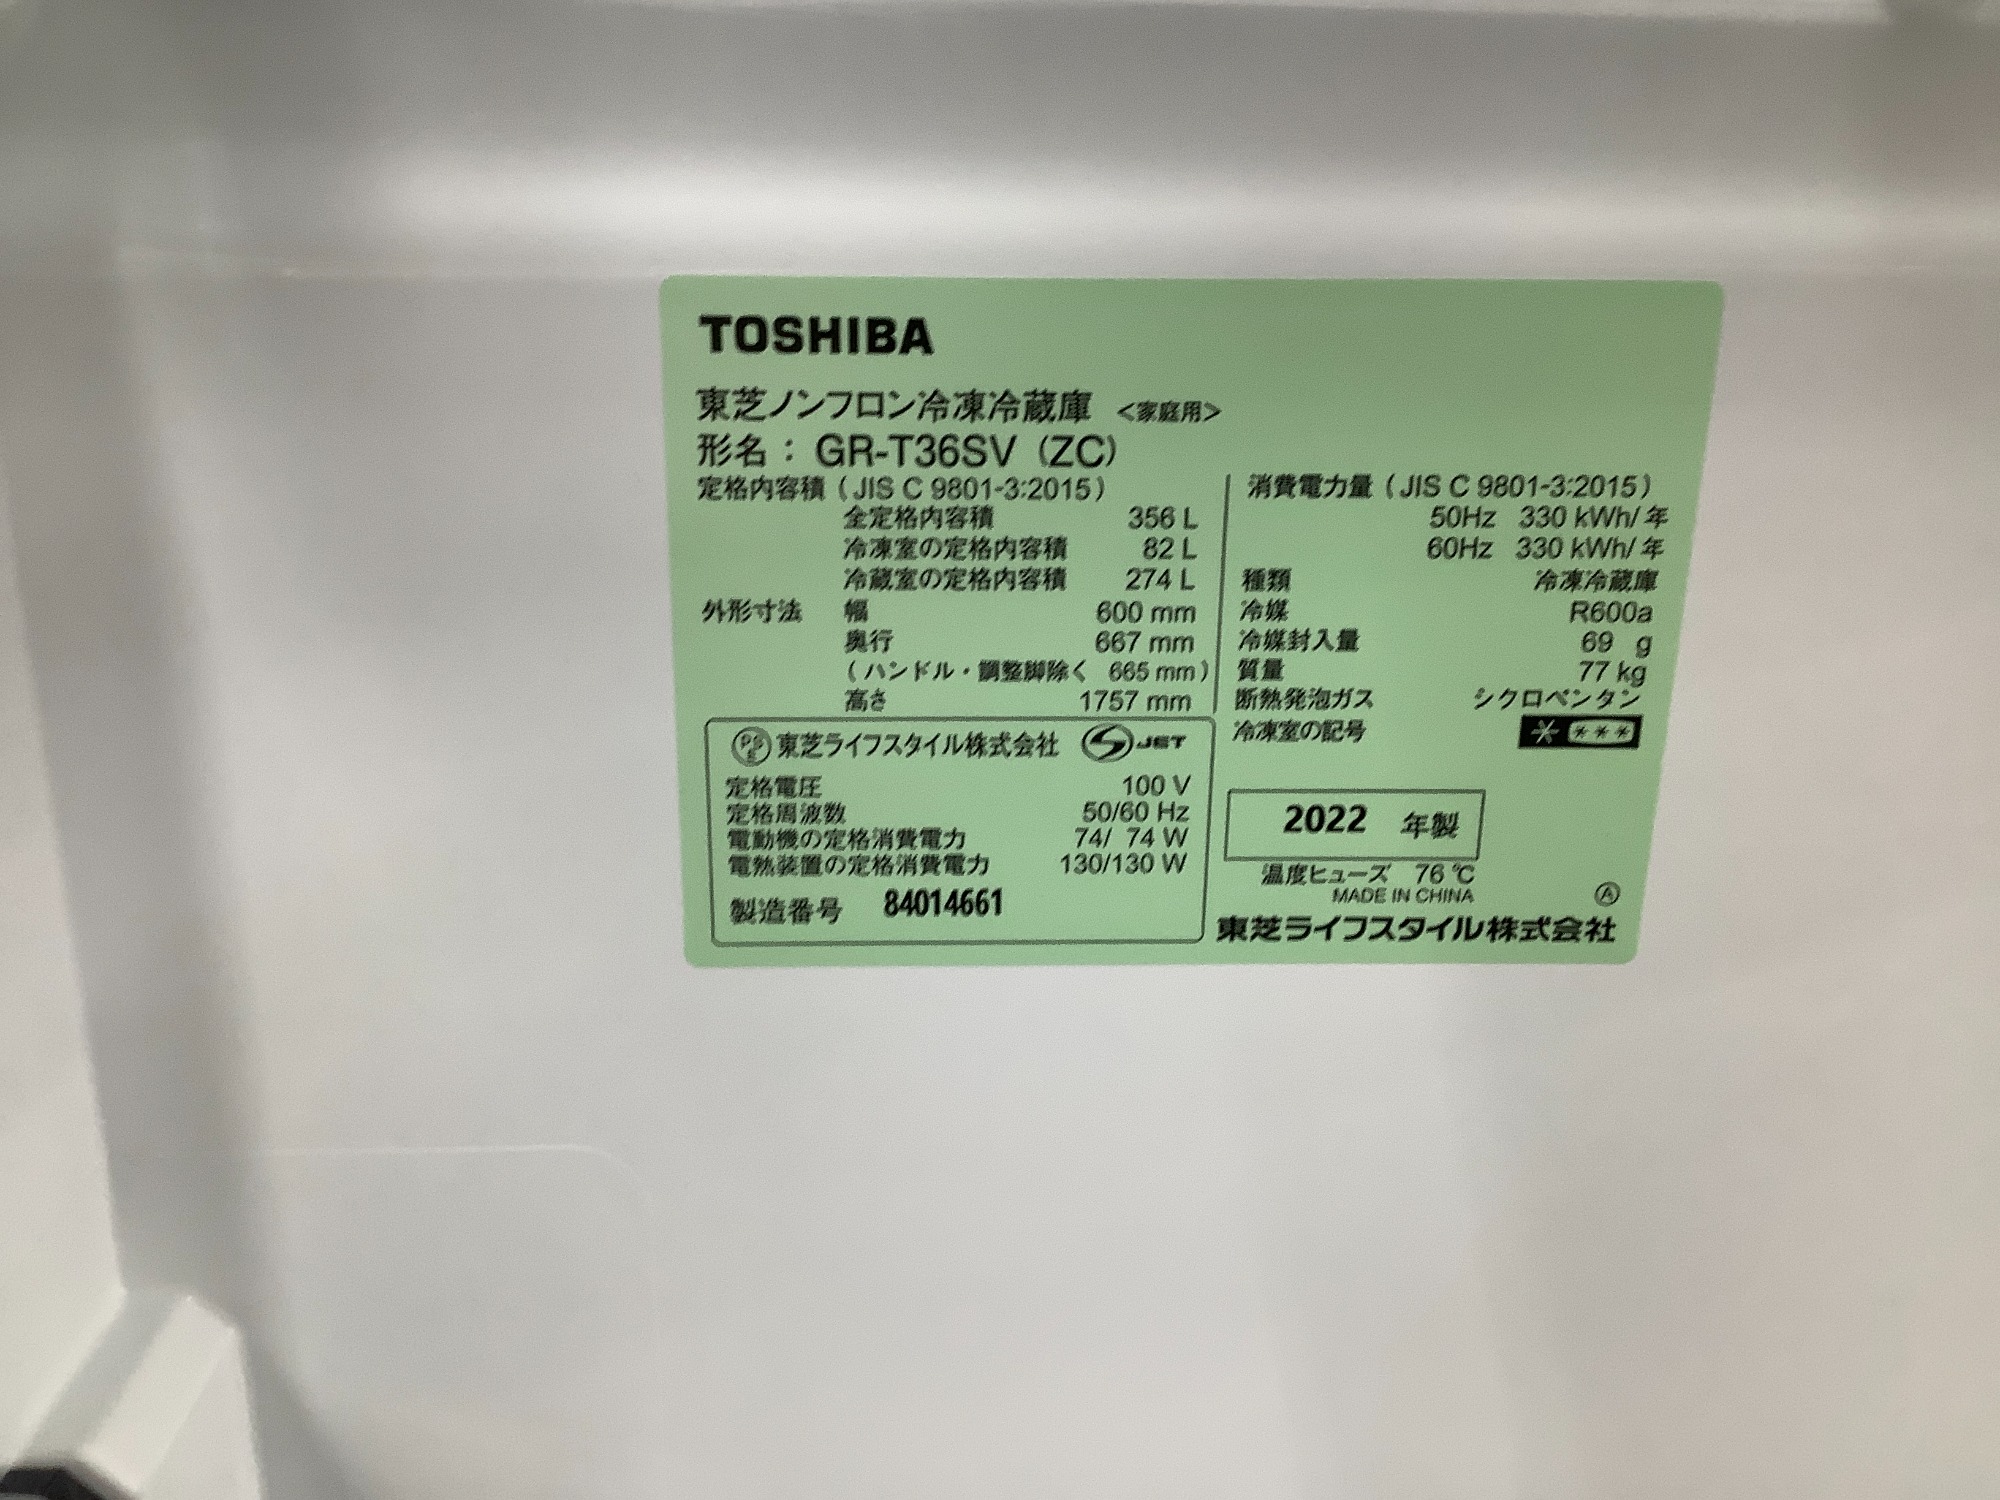 TOSHIBA
東芝ノンフロン冷凍冷蔵庫 <家庭用>
形名： GR-T36SV (ZC)
定格内容積 (JIS C 9801-3:2015)
全定格内容積 356 L
冷凍室の定格内容積 82 L
冷蔵室の定格内容積 274 L
外形寸法 幅 600 mm
奥行 667 mm
(ハンドル・調整脚除く 665 mm)
高さ 1757 mm
消費電力量 (JIS C 9801-3:2015)
50Hz 330 kWh/年
60Hz 330 kWh/年
種類 冷凍冷蔵庫
冷媒 R600a
冷媒封入量 69 g
質量 77 kg
断熱発泡ガス シクロペンタン
冷凍室の記号 * ***
PSE 東芝ライフスタイル株式会社 JET
定格電圧 100 V
定格周波数 50/60 Hz
電動機の定格消費電力 74/ 74 W
電熱装置の定格消費電力 130/130 W
製造番号 84014661
2022 年製
温度ヒューズ 76 ℃
MADE IN CHINA
Ⓐ
東芝ライフスタイル株式会社